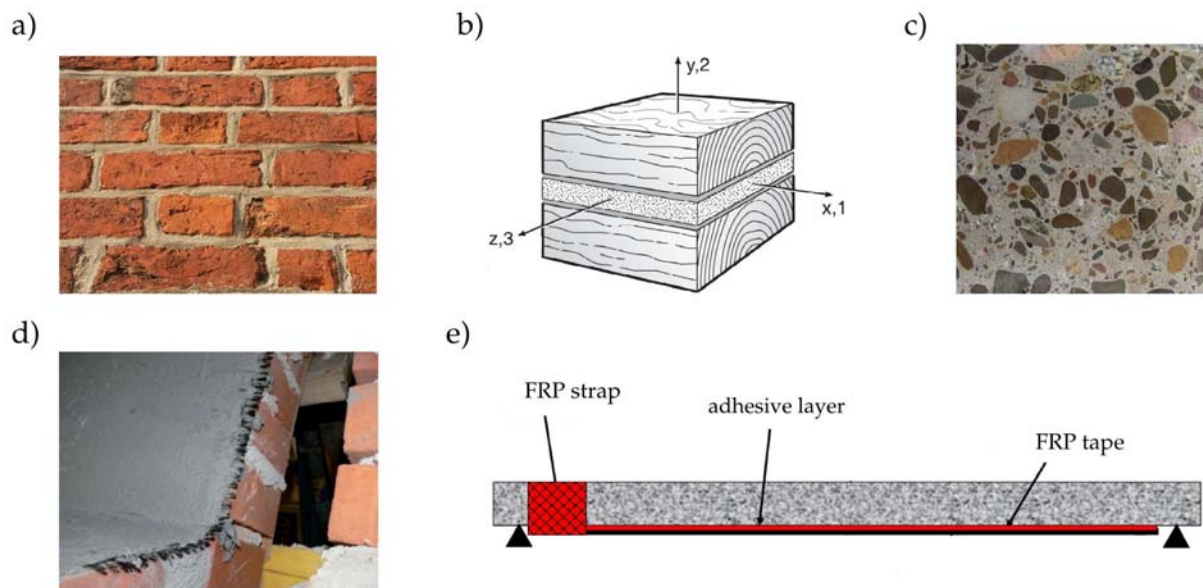 a)
b)
c)
y,2
x,1
z,3
d)
e)
FRP strap
adhesive layer
FRP tape